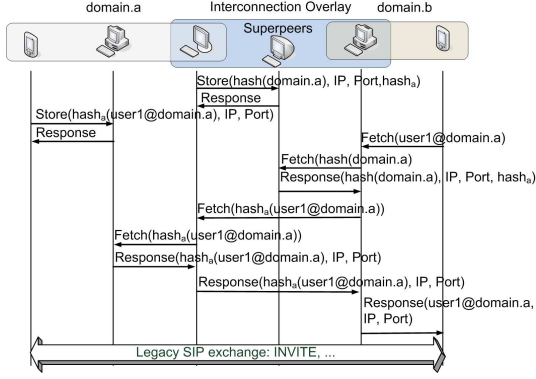 domain.a
Interconnection Overlay
domain.b
Superpeers
Store(hash(domain.a), IP, Port,hashₐ)
Response
Store(hashₐ(user1@domain.a), IP, Port)
Response
Fetch(user1@domain.a)
Fetch(hash(domain.a)
Response(hash(domain.a), IP, Port, hashₐ)
Fetch(hashₐ(user1@domain.a))
Fetch(hashₐ(user1@domain.a))
Response(hashₐ(user1@domain.a), IP, Port)
Response(hashₐ(user1@domain.a), IP, Port)
Response(user1@domain.a,
IP, Port)
Legacy SIP exchange: INVITE, ...